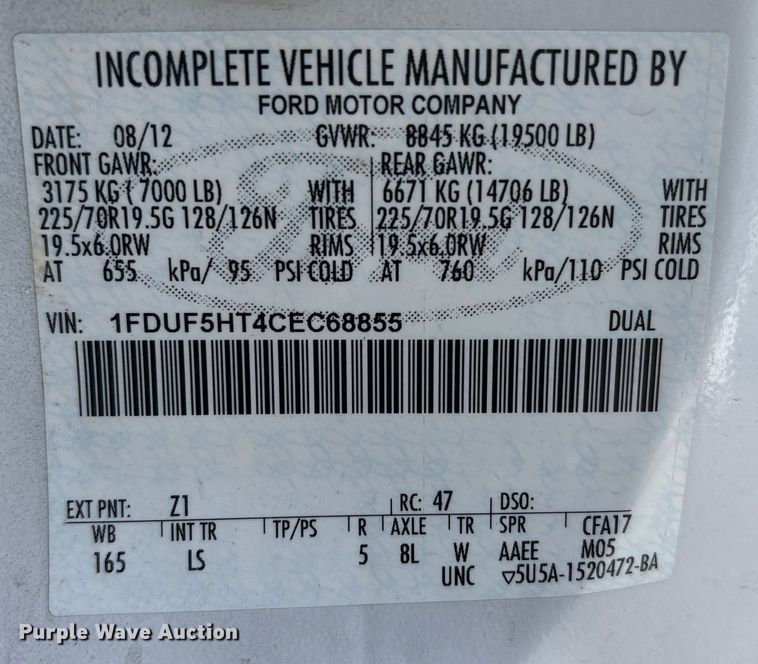 INCOMPLETE VEHICLE MANUFACTURED BY
FORD MOTOR COMPANY
DATE: 08/12 GVWR: 8845 KG (19500 LB)
FRONT GAWR: REAR GAWR:
3175 KG ( 7000 LB) WITH 6671 KG (14706 LB) WITH
225/70R19.5G 128/126N TIRES 225/70R19.5G 128/126N TIRES
19.5x6.0RW RIMS 19.5x6.0RW RIMS
AT 655 kPa/ 95 PSI COLD AT 760 kPa/110 PSI COLD
VIN: 1FDUF5HT4CEC68855 DUAL
EXT PNT: Z1 RC: 47 DSO:
WB INT TR TP/PS R AXLE TR SPR CFA17
165 LS 5 8L W AAEE M05
UNC ▽5U5A-1520472-BA
Purple Wave Auction